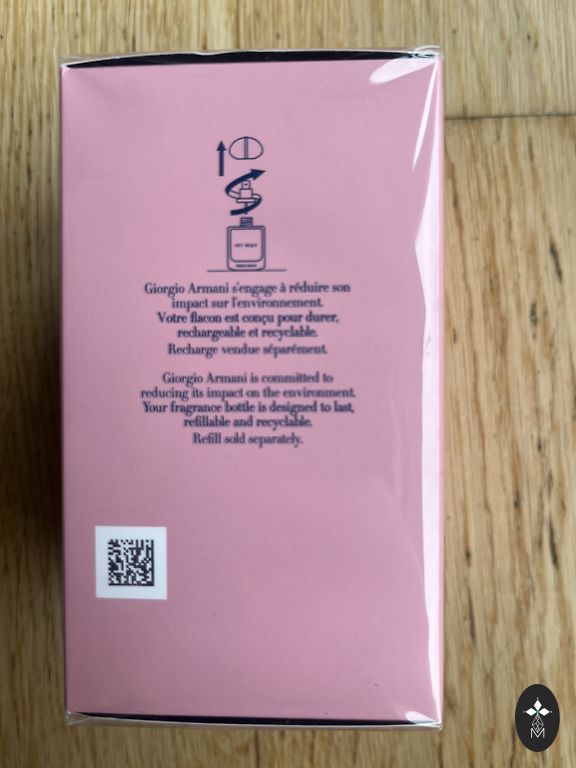 MY WAY
Giorgio Armani s'engage à réduire son
impact sur l'environnement.
Votre flacon est conçu pour durer,
rechargeable et recyclable.
Recharge vendue séparément.
Giorgio Armani is committed to
reducing its impact on the environment.
Your fragrance bottle is designed to last,
refillable and recyclable.
Refill sold separately.
M